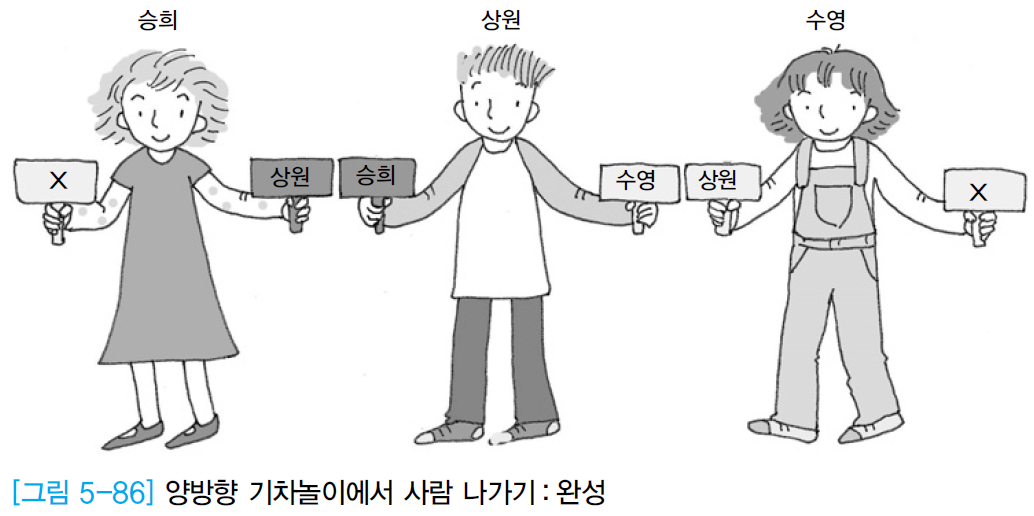 승희 상원 수영
X 상원 승희 수영 상원 X
[그림 5-86] 양방향 기차놀이에서 사람 나가기 : 완성